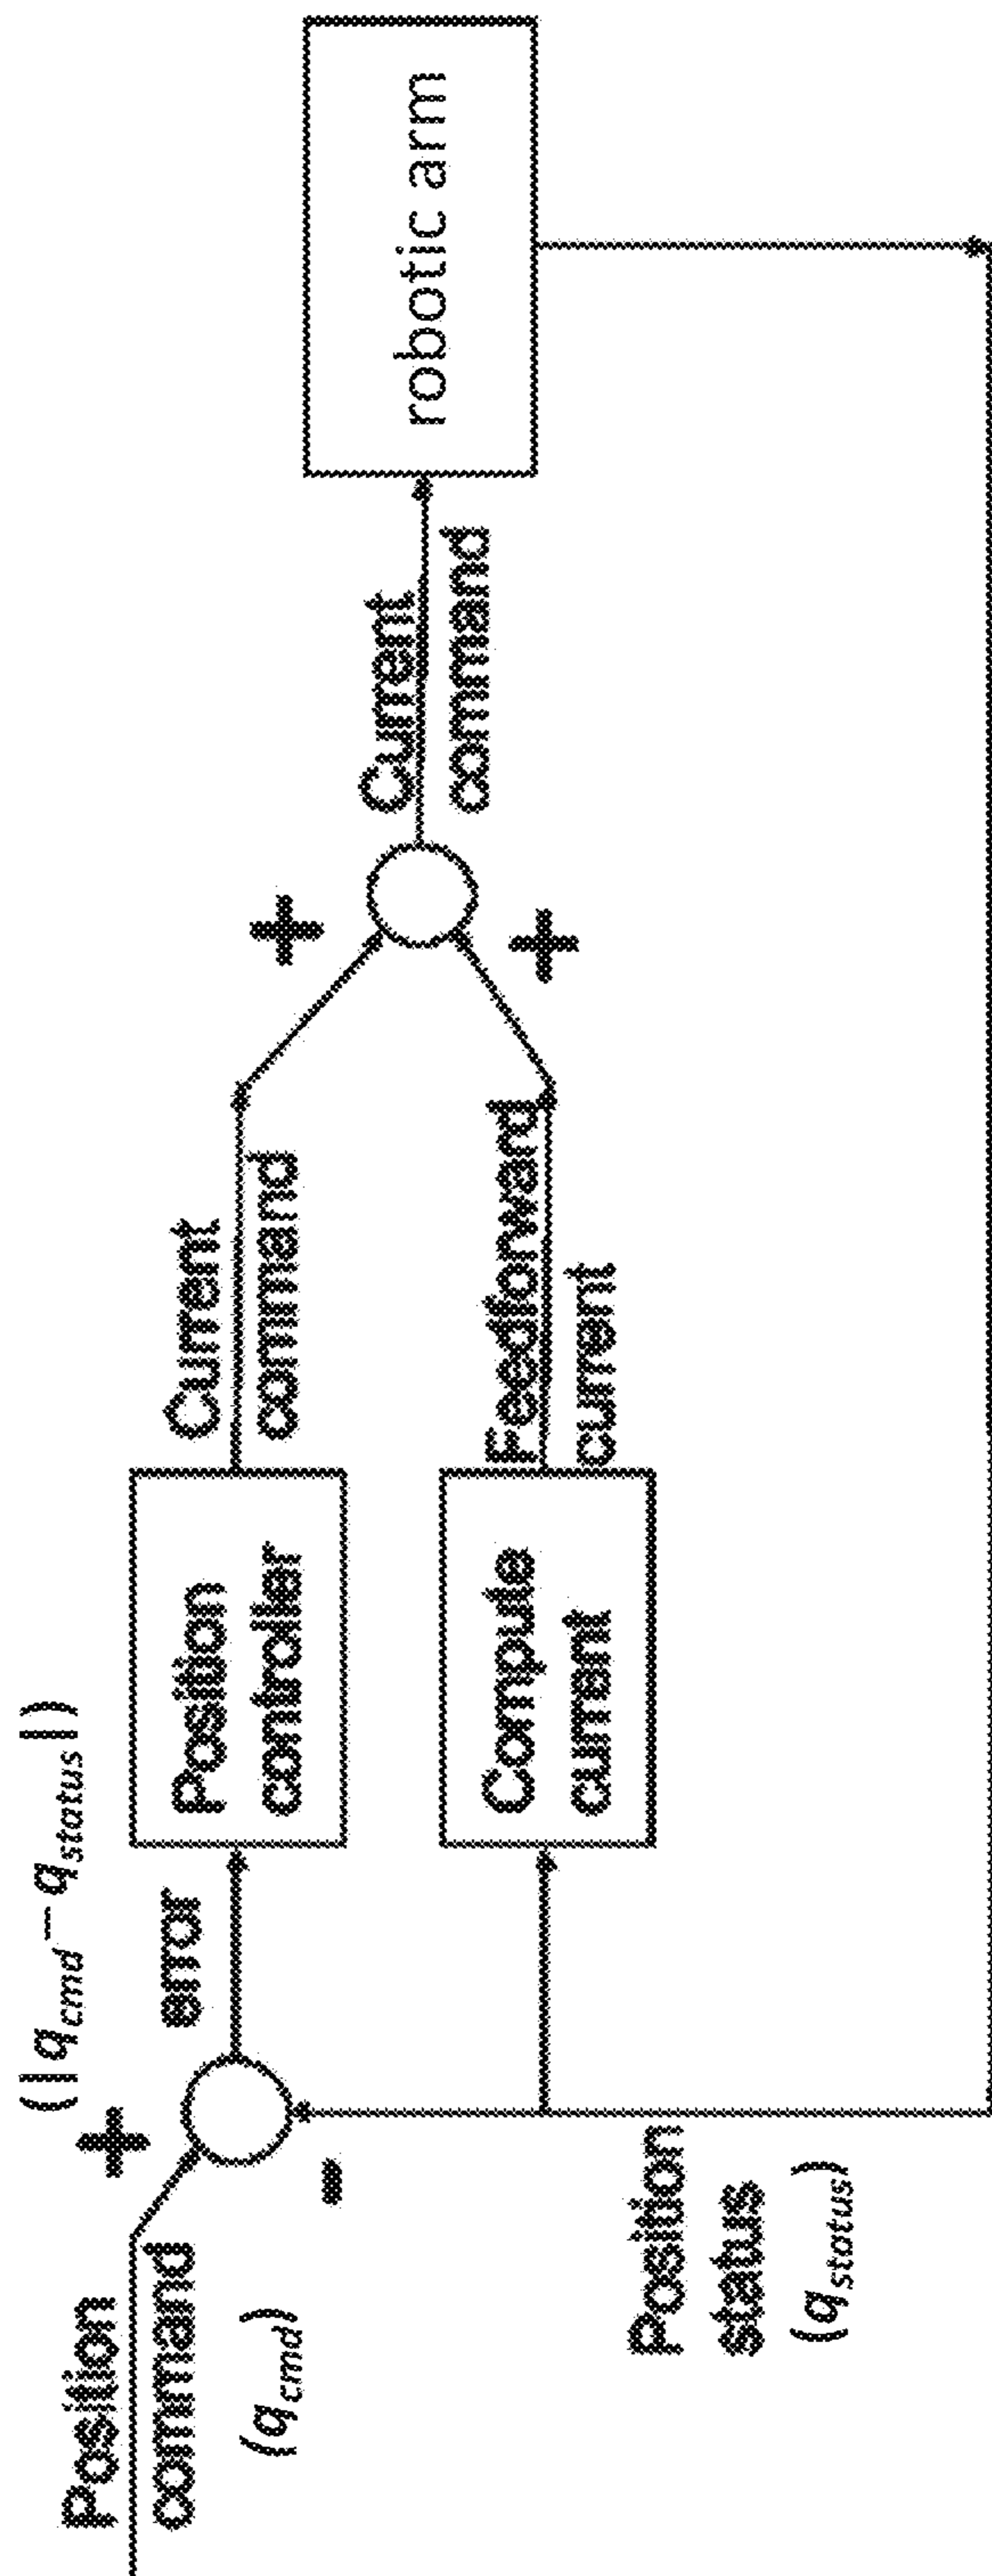 Position
command
(q_cmd)
+
-
(|q_cmd − q_status|)
error
Position
controller
Current
command
Position
status
(q_status)
Compute
current
Feedforward
current
+
+
Current
command
robotic arm